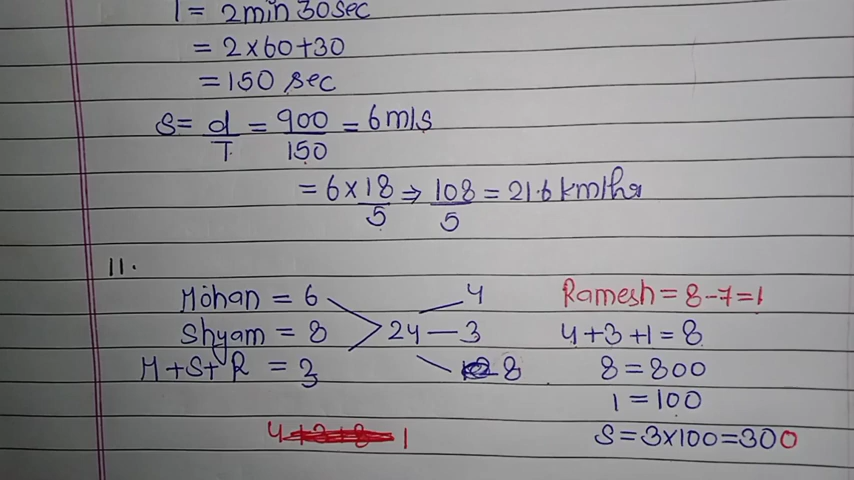 T = 2min 30sec
= 2×60+30
= 150 sec
S = d/T = 900/150 = 6m/s
= 6×18/5 ⇒ 108/5 = 21.6 km/hr
11.
Mohan = 6
4
Ramesh = 8-7=1
Shyam = 8
24 — 3
4+3+1=8
M+S+R = 3
8
8 = 800
1 = 100
4 1
S=3×100=300